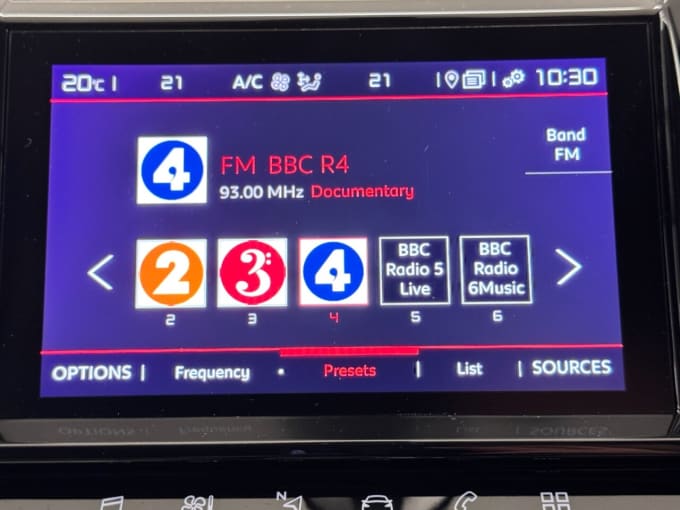 20°C | 21 A/C 21 | | 10:30
Band
FM
4
FM BBC R4
93.00 MHz Documentary
2 3 4
BBC
Radio 5
Live
BBC
Radio
6Music
2 3 4 5 6
OPTIONS | Frequency • Presets | List | SOURCES
N